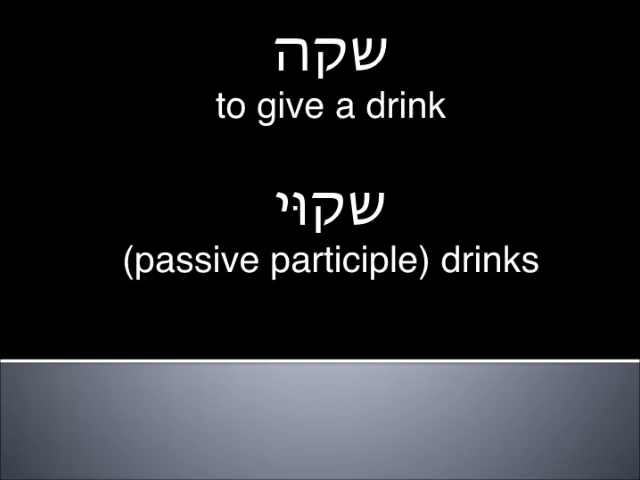 שקה
to give a drink
שקוּי
(passive participle) drinks